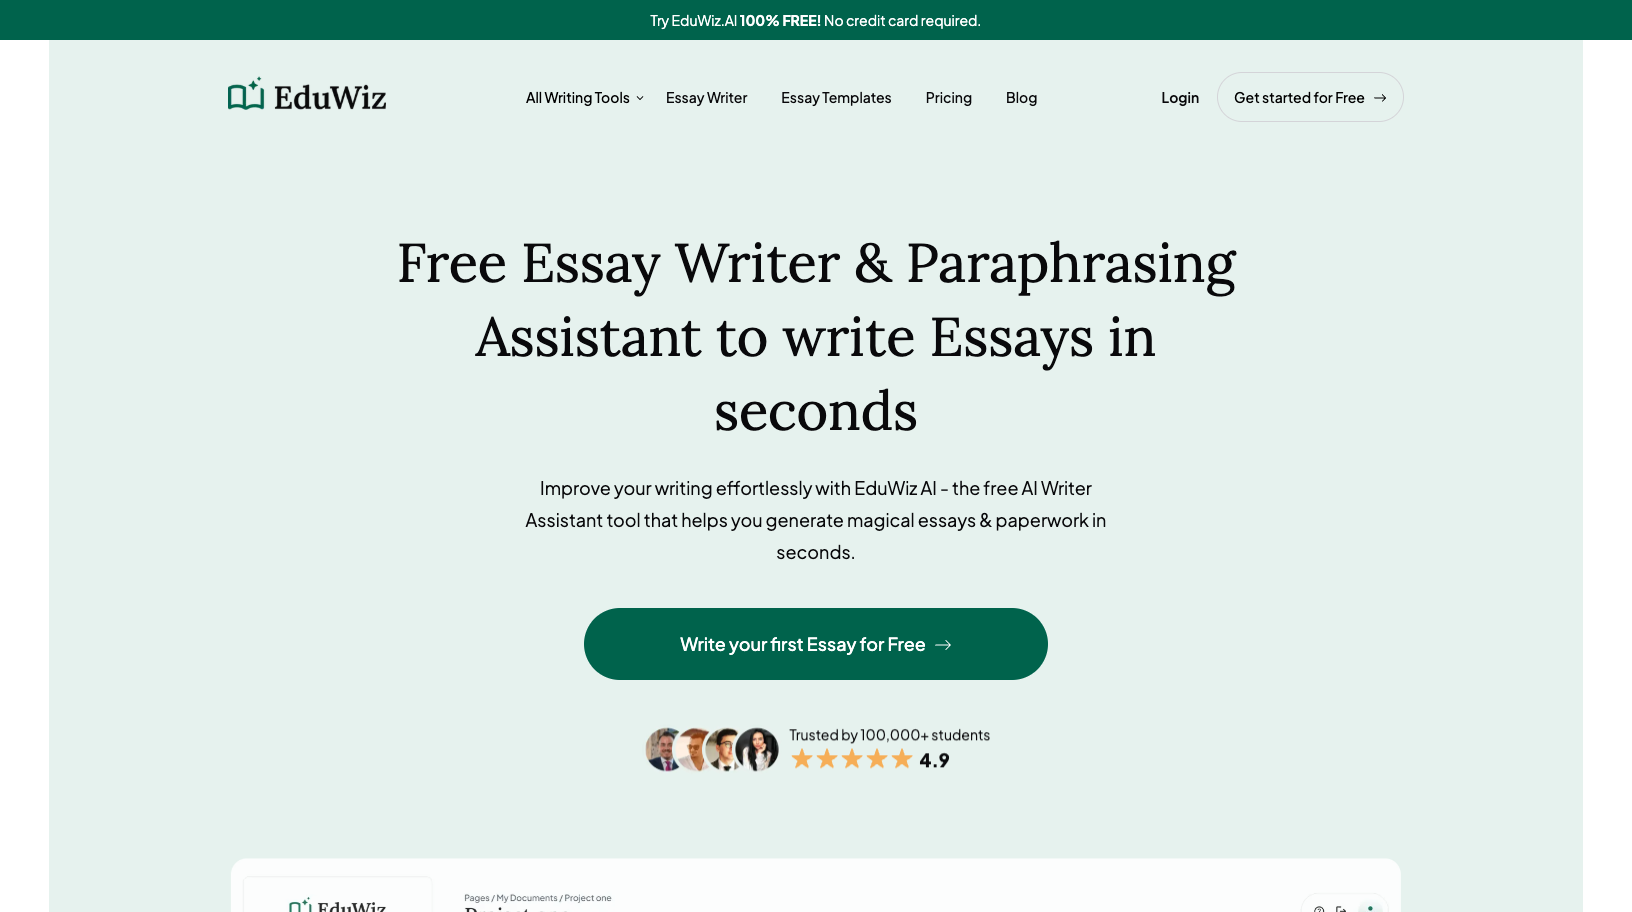 Try EduWiz.AI 100% FREE! No credit card required.
EduWiz
All Writing Tools
Essay Writer
Essay Templates
Pricing
Blog
Login
Get started for Free →
Free Essay Writer & Paraphrasing
Assistant to write Essays in
seconds
Improve your writing effortlessly with EduWiz AI - the free AI Writer
Assistant tool that helps you generate magical essays & paperwork in
seconds.
Write your first Essay for Free →
Trusted by 100,000+ students
4.9
EduWiz
Pages / My Documents / Project one
Project one